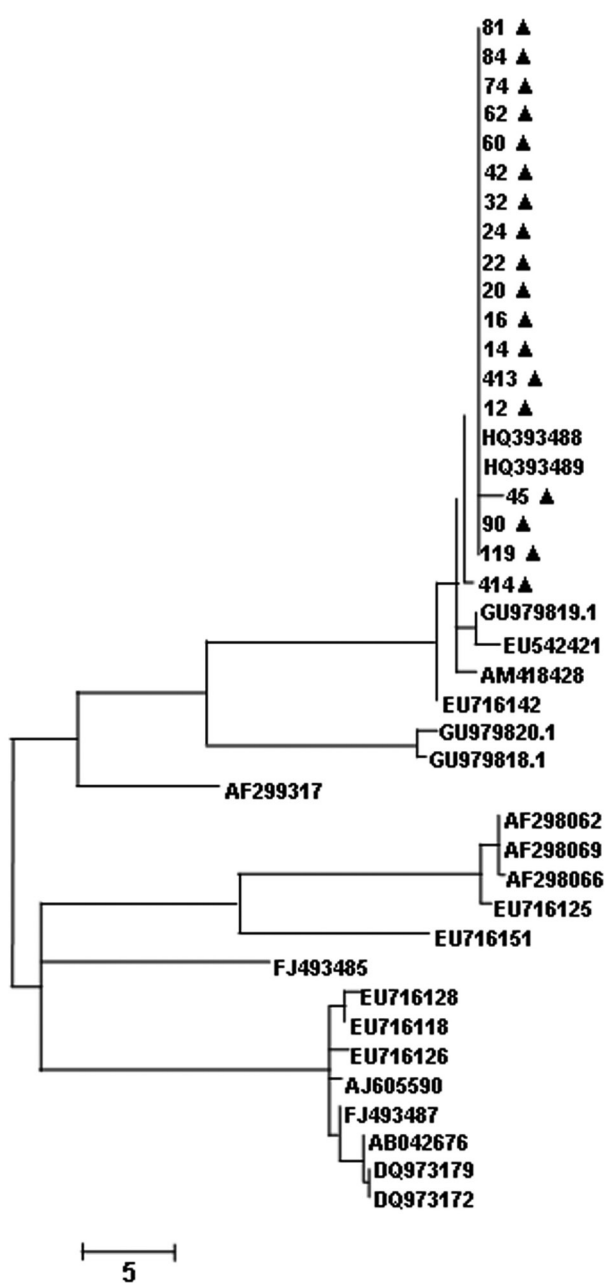 81 ▲
84 ▲
74 ▲
62 ▲
60 ▲
42 ▲
32 ▲
24 ▲
22 ▲
20 ▲
16 ▲
14 ▲
413 ▲
12 ▲
HQ393488
HQ393489
45 ▲
90 ▲
119 ▲
414 ▲
GU979819.1
EU542421
AM418428
EU716142
GU979820.1
GU979818.1
AF299317
AF298062
AF298069
AF298066
EU716125
EU716151
FJ493485
EU716128
EU716118
EU716126
AJ605590
FJ493487
AB042676
DQ973179
DQ973172
5